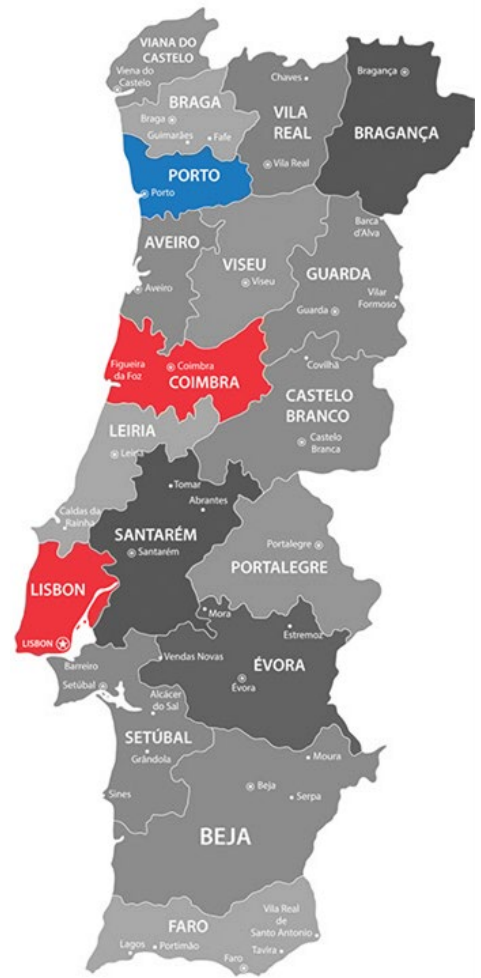 VIANA DO
CASTELO
Viena do
Castelo
BRAGA
Braga
Guimarães
Fafe
Chaves
VILA
REAL
Vila Real
Bragança
BRAGANÇA
PORTO
Porto
AVEIRO
Aveiro
VISEU
Viseu
Barca
d'Alva
GUARDA
Guarda
Vilar
Formoso
Figueira
da Foz
Coimbra
COIMBRA
Covilhã
CASTELO
BRANCO
Castelo
Branca
LEIRIA
Leiria
Caldas da
Rainha
Tomar
Abrantes
SANTARÉM
Santarém
Portalegre
PORTALEGRE
LISBON
LISBON
Mora
Estremoz
Barreiro
Setúbal
Vendas Novas
ÉVORA
Évora
Alcácer
do Sal
SETÚBAL
Grândola
Sines
Moura
Beja
Serpa
BEJA
FARO
Vila Real
de
Santo Antonio
Lagos
Portimão
Faro
Tavira